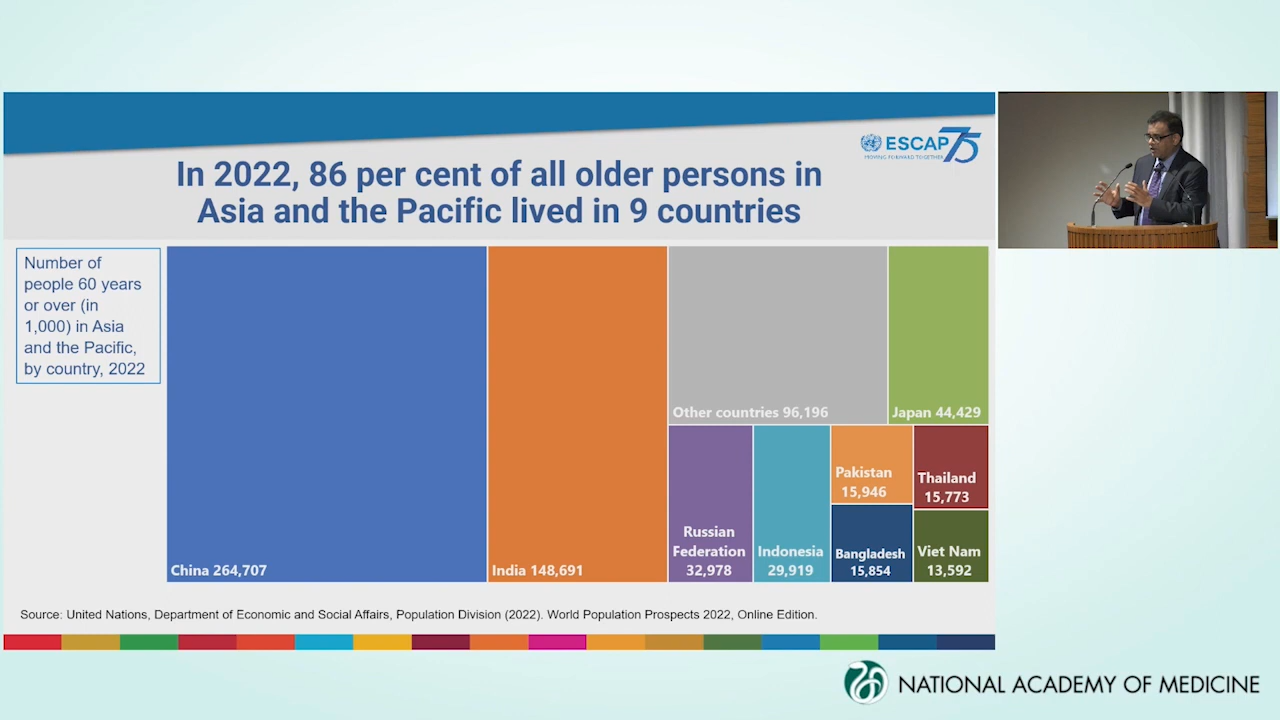 ESCAP 75
MOVING FORWARD TOGETHER
In 2022, 86 per cent of all older persons in
Asia and the Pacific lived in 9 countries
Number of
people 60 years
or over (in
1,000) in Asia
and the Pacific,
by country, 2022
China 264,707
India 148,691
Other countries 96,196
Japan 44,429
Russian
Federation
32,978
Indonesia
29,919
Pakistan
15,946
Bangladesh
15,854
Thailand
15,773
Viet Nam
13,592
Source: United Nations, Department of Economic and Social Affairs, Population Division (2022). World Population Prospects 2022, Online Edition.
NATIONAL ACADEMY OF MEDICINE